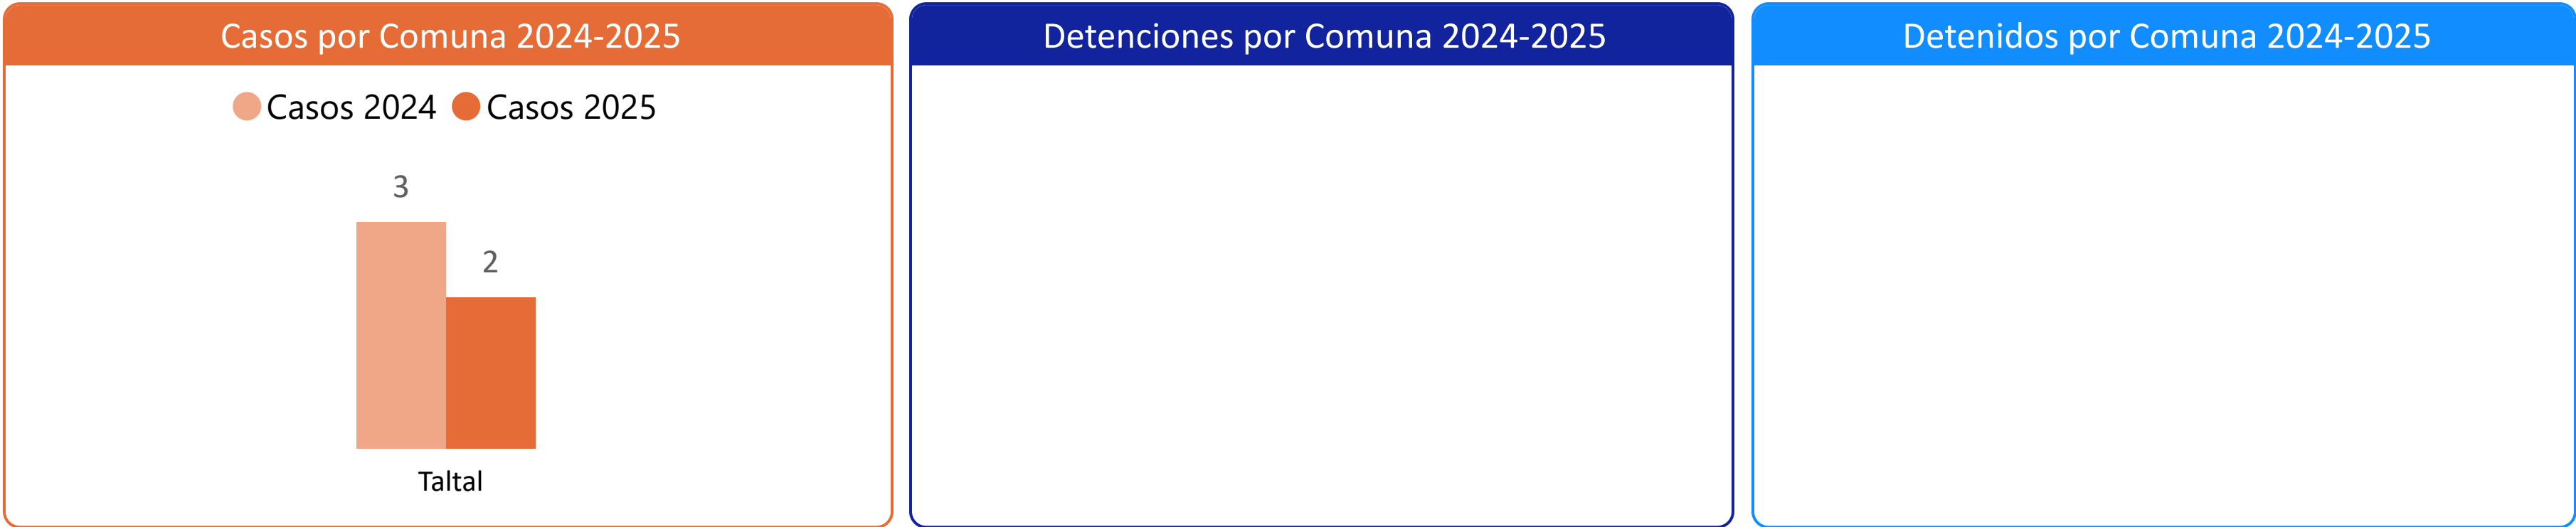 Casos por Comuna 2024-2025
Casos 2024 Casos 2025
3
2
Taltal
Detenciones por Comuna 2024-2025
Detenidos por Comuna 2024-2025